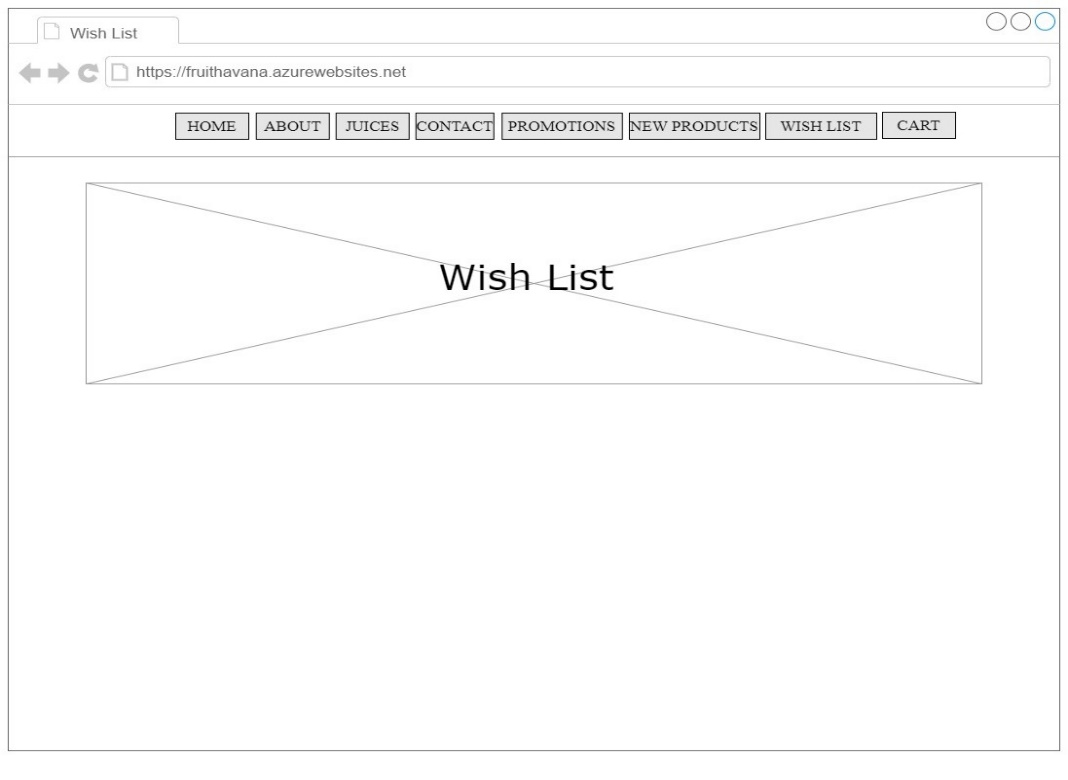 Wish List
https://fruithavana.azurewebsites.net
HOME ABOUT JUICES CONTACT PROMOTIONS NEW PRODUCTS WISH LIST CART
Wish List